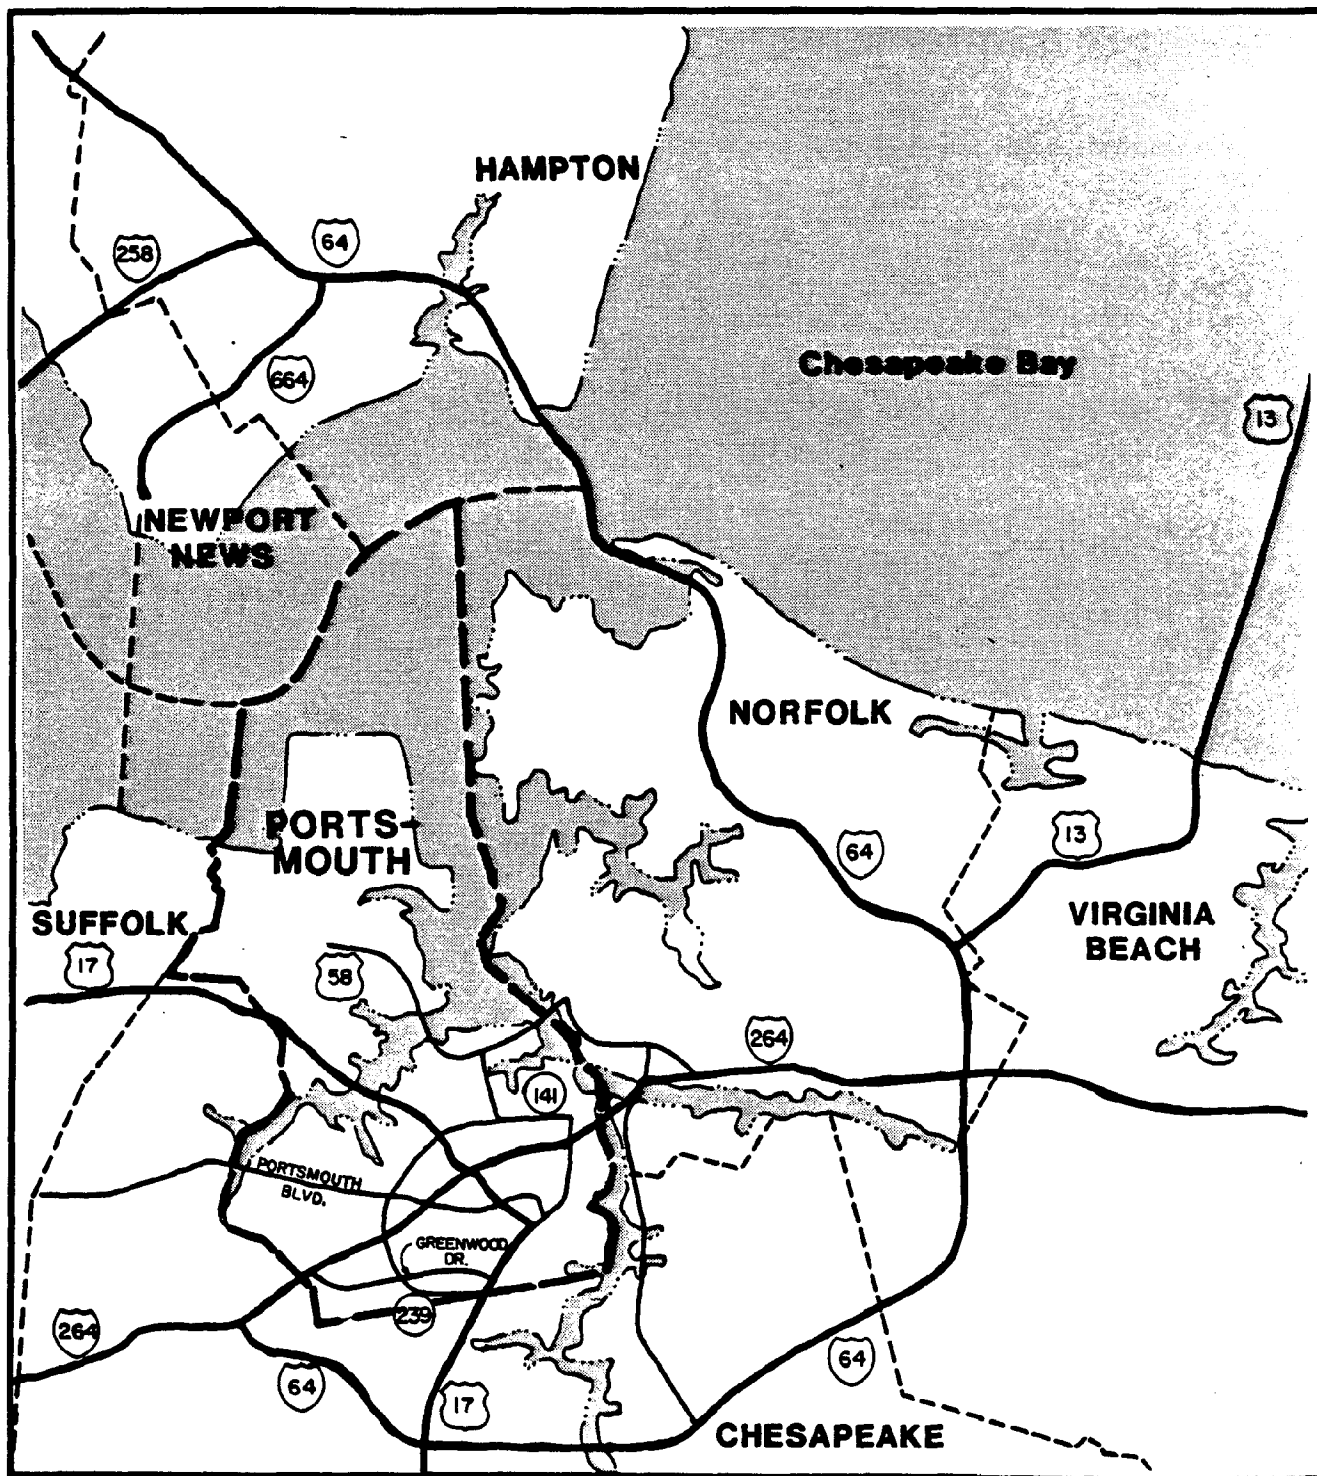 HAMPTON
64
258
Chesapeake Bay
664
13
NEWPORT
NEWS
NORFOLK
PORTS-
MOUTH
13
64
SUFFOLK
VIRGINIA
BEACH
17
58
264
141
PORTSMOUTH
BLVD.
GREENWOOD
DR.
239
264
64
64
17
CHESAPEAKE